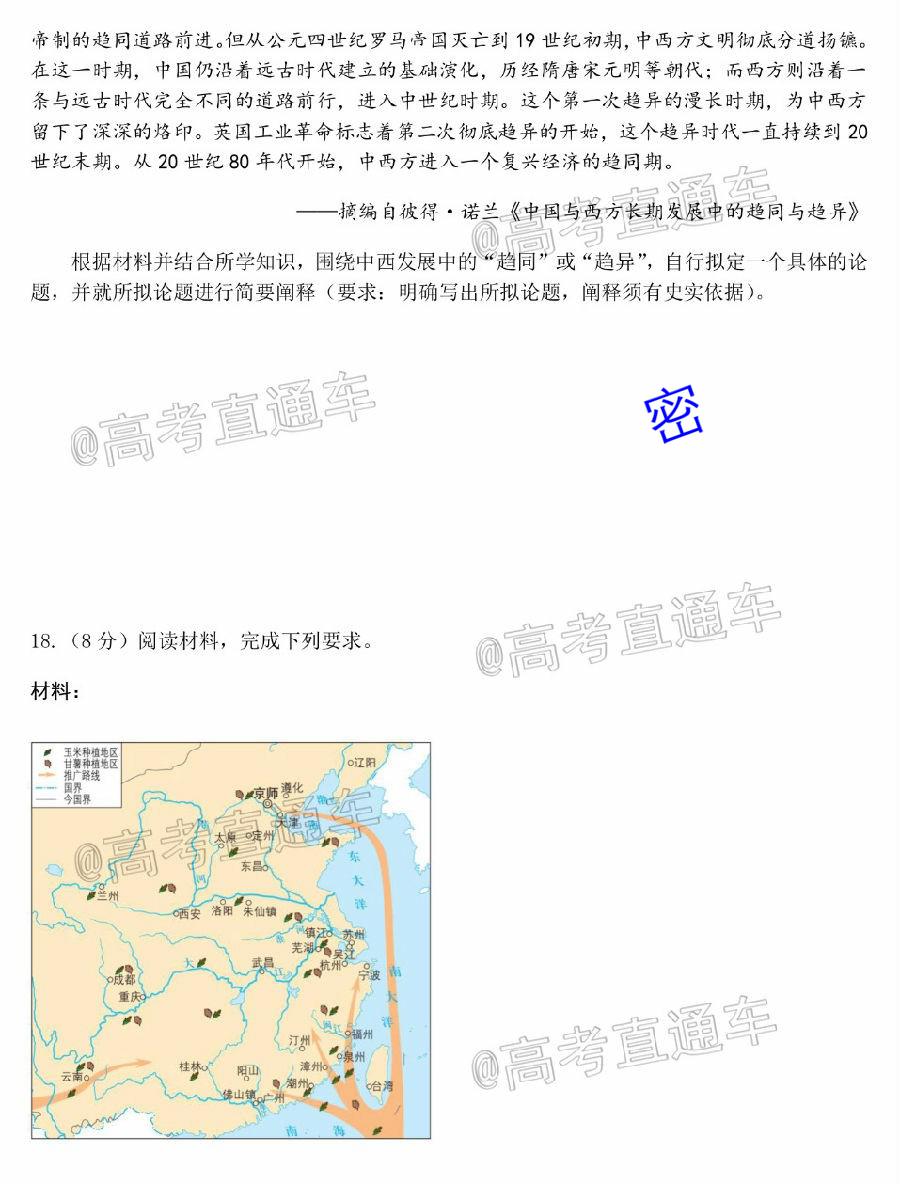 帝制的趋同道路前进。但从公元四世纪罗马帝国灭亡到 19 世纪初期，中西方文明彻底分道扬镳。
在这一时期，中国仍沿着远古时代建立的基础演化，历经隋唐宋元明等朝代；而西方则沿着一
条与远古时代完全不同的道路前行，进入中世纪时期。这个第一次趋异的漫长时期，为中西方
留下了深深的烙印。英国工业革命标志着第二次彻底趋异的开始，这个趋异时代一直持续到 20
世纪末期。从 20 世纪 80 年代开始，中西方进入一个复兴经济的趋同期。
——摘编自彼得·诺兰《中国与西方长期发展中的趋同与趋异》
@高考直通车
根据材料并结合所学知识，围绕中西发展中的“趋同”或“趋异”，自行拟定一个具体的论
题，并就所拟论题进行简要阐释（要求：明确写出所拟论题，阐释须有史实依据）。
@高考直通车
密
@高考直通车
18.（8 分）阅读材料，完成下列要求。
材料：
玉米种植地区
甘薯种植地区
推广路线
国界
今国界
辽阳
京师
遵化
天津
渤
海
黄
河
太原
定州
@高考直通车
东昌
东
大
洋
兰州
西安
洛阳
朱仙镇
淮
河
镇江
苏州
芜湖
吴江
杭州
宁波
大
江
武昌
成都
重庆
南
大
洋
闽江
福州
汀州
泉州
桂林
阳山
漳州
潮州
台湾
云南
佛山镇
广州
南
海
@高考直通车